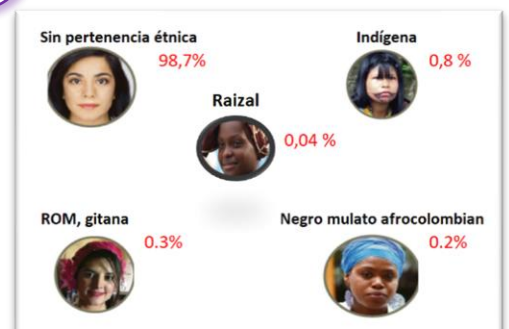 Sin pertenencia étnica
98,7%
Indígena
0,8 %
Raizal
0,04 %
ROM, gitana
0.3%
Negro mulato afrocolombian
0.2%